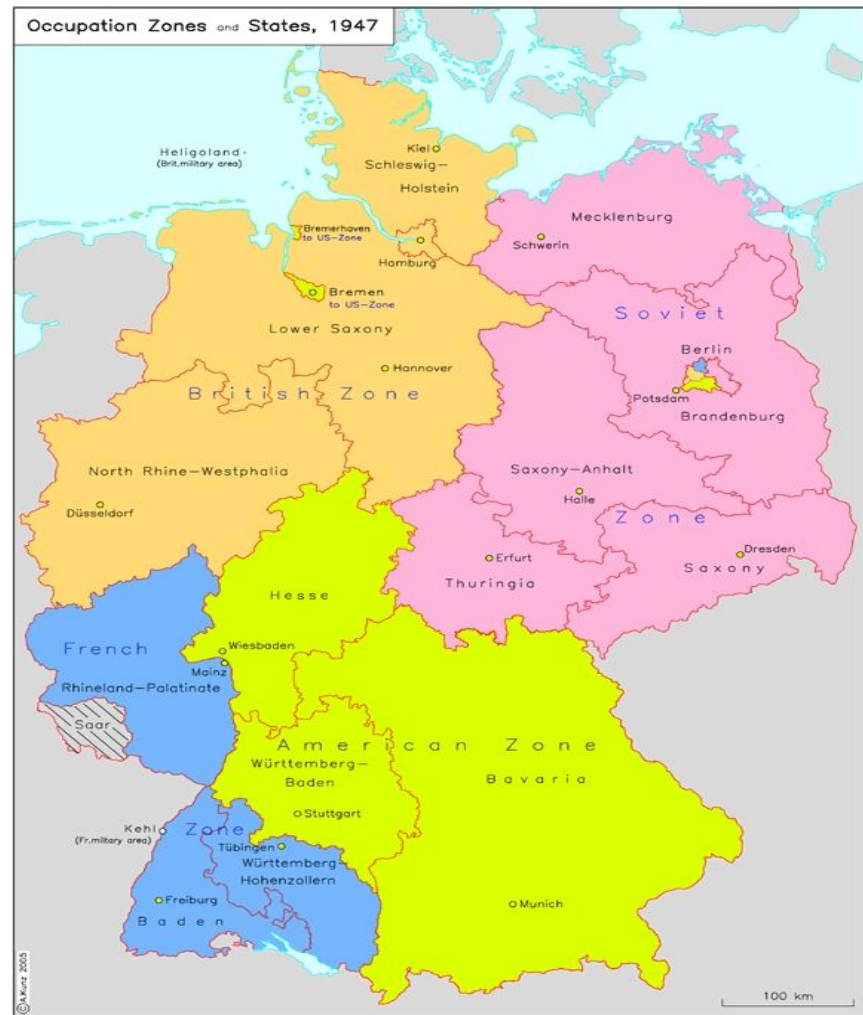 Occupation Zones and States, 1947
Heligoland
(Brit.military area)
Kiel
Schleswig-
Holstein
Mecklenburg
Schwerin
Bremerhaven
to US-Zone
Hamburg
Bremen
to US-Zone
Lower Saxony
Hannover
British Zone
Soviet
Berlin
Potsdam
Brandenburg
North Rhine-Westphalia
Düsseldorf
Saxony-Anhalt
Halle
Zone
Dresden
Saxony
Erfurt
Thuringia
Hesse
French
Wiesbaden
Mainz
Rhineland-Palatinate
Saar
American Zone
Württemberg-
Baden
Bavaria
Stuttgart
Kehl
(Fr.military area)
Zone
Tübingen
Württemberg-
Hohenzollern
Freiburg
Baden
Munich
100 km
©A.Kunz 2005